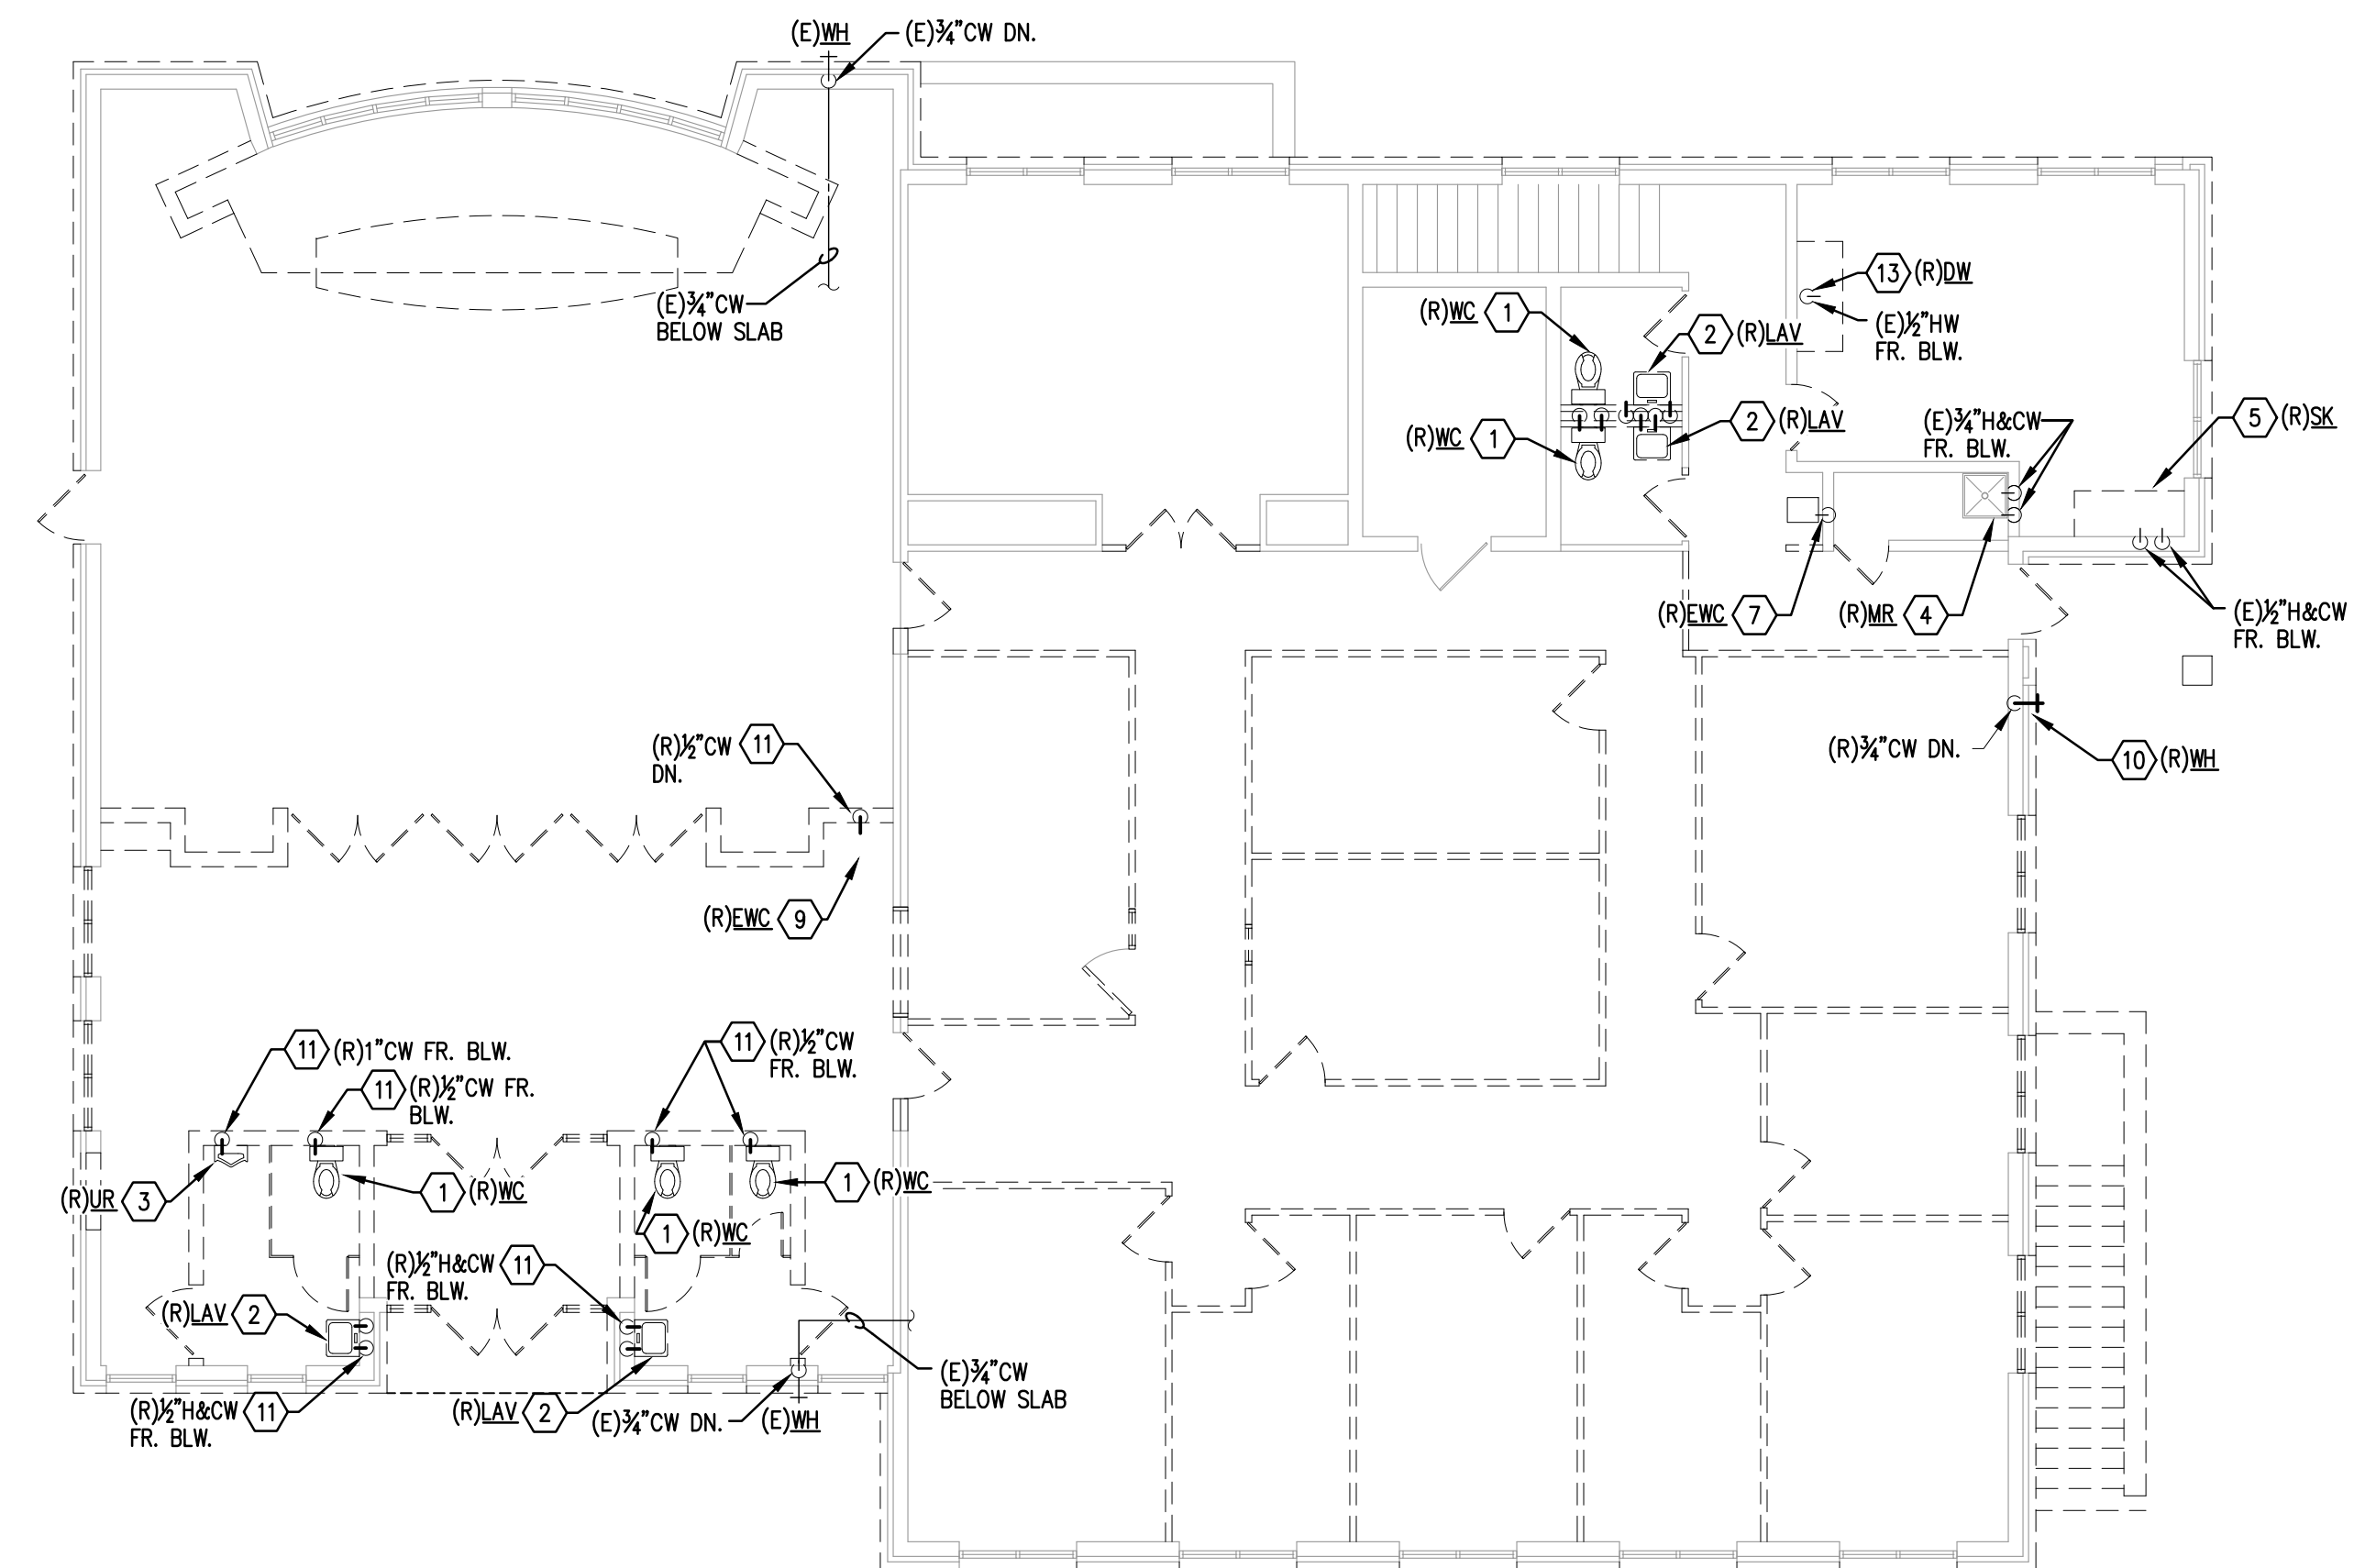 (E)WH
(E)¾"CW DN.
(E)¾"CW
BELOW SLAB
(R)WC 1
2 (R)LAV
13 (R)DW
(E)½"HW
FR. BLW.
(R)WC 1
2 (R)LAV
(E)¾"H&CW
FR. BLW.
5 (R)SK
(R)EWC 7
(R)MR 4
(E)½"H&CW
FR. BLW.
(R)½"CW 11
DN.
(R)¾"CW DN.
10 (R)WH
(R)EWC 9
11 (R)1"CW FR. BLW.
11 (R)½"CW FR.
BLW.
11 (R)½"CW
FR. BLW.
(R)UR 3
1 (R)WC
1 (R)WC
1 (R)WC
(R)½"H&CW 11
FR. BLW.
(R)LAV 2
(E)¾"CW
BELOW SLAB
(R)½"H&CW 11
FR. BLW.
(R)LAV 2
(E)¾"CW DN.
(E)WH